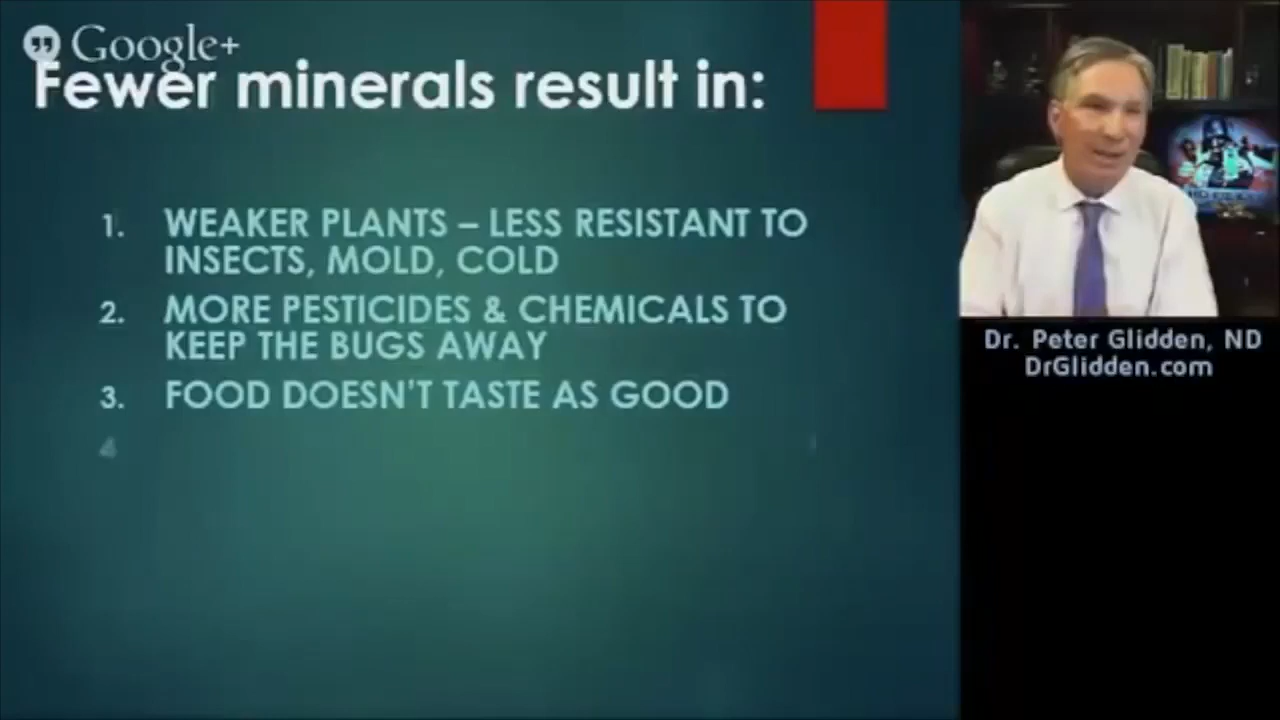 Google+
Fewer minerals result in:
1. WEAKER PLANTS – LESS RESISTANT TO
INSECTS, MOLD, COLD
2. MORE PESTICIDES & CHEMICALS TO
KEEP THE BUGS AWAY
3. FOOD DOESN'T TASTE AS GOOD
4
Dr. Peter Glidden, ND
DrGlidden.com